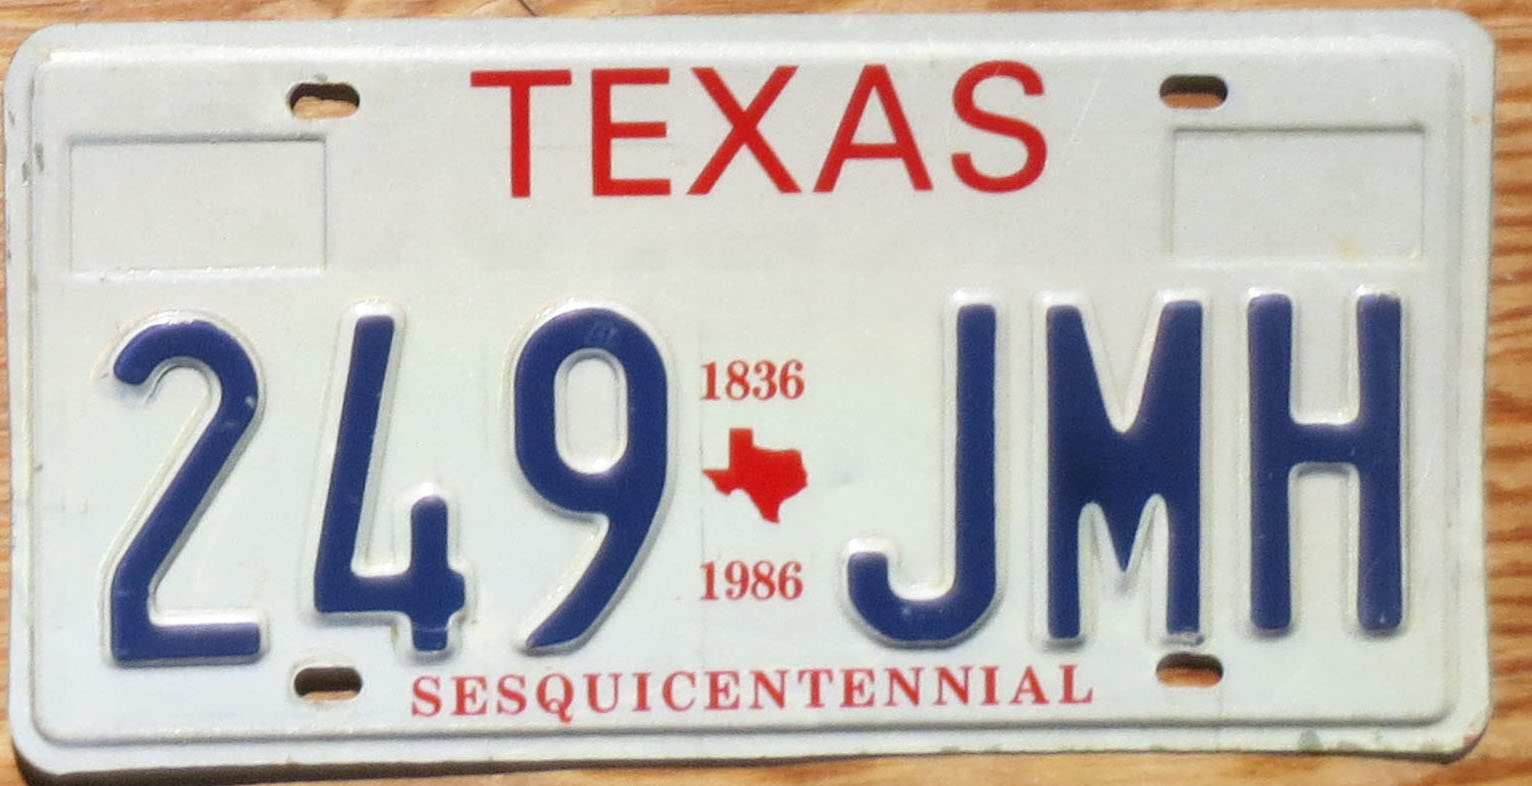 TEXAS
249 JMH
1836
1986
SESQUICENTENNIAL